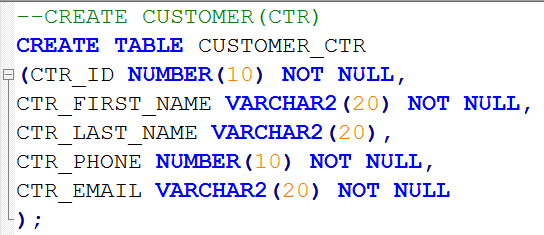 --CREATE CUSTOMER(CTR)
CREATE TABLE CUSTOMER_CTR
(CTR_ID NUMBER(10) NOT NULL,
CTR_FIRST_NAME VARCHAR2(20) NOT NULL,
CTR_LAST_NAME VARCHAR2(20),
CTR_PHONE NUMBER(10) NOT NULL,
CTR_EMAIL VARCHAR2(20) NOT NULL
);